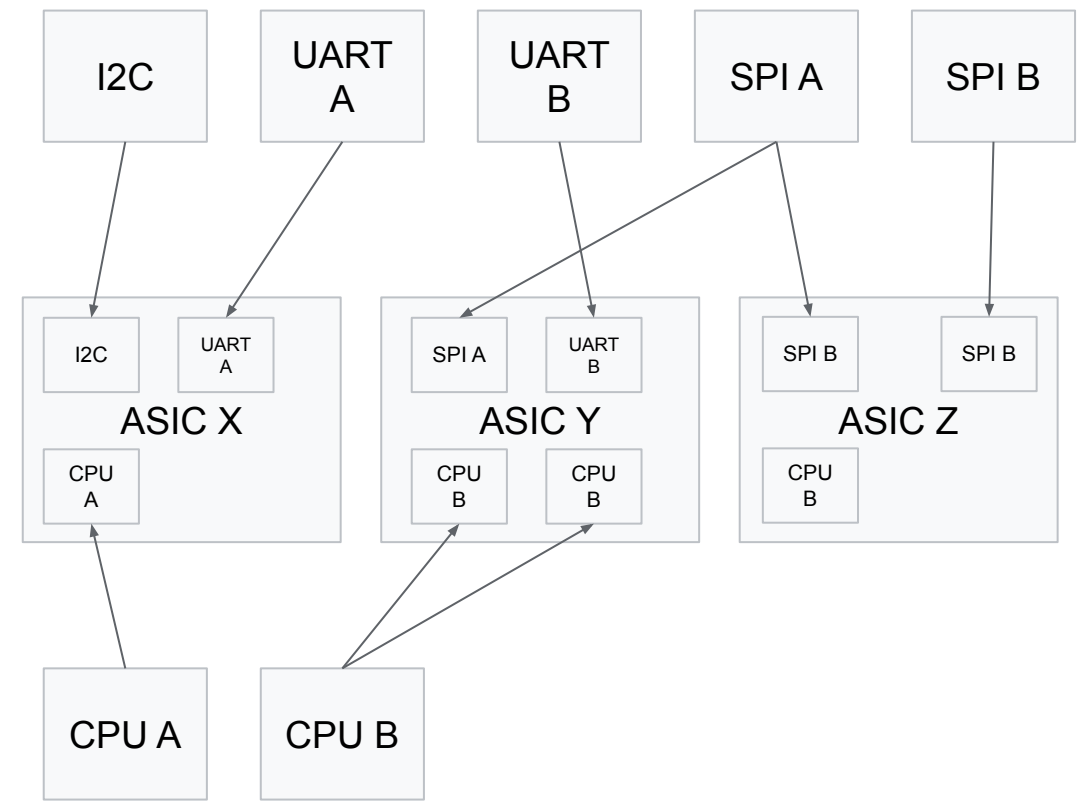 I2C
UART
A
UART
B
SPI A
SPI B
I2C
UART
A
ASIC X
CPU
A
SPI A
UART
B
ASIC Y
CPU
B
CPU
B
SPI B
SPI B
ASIC Z
CPU
B
CPU A
CPU B